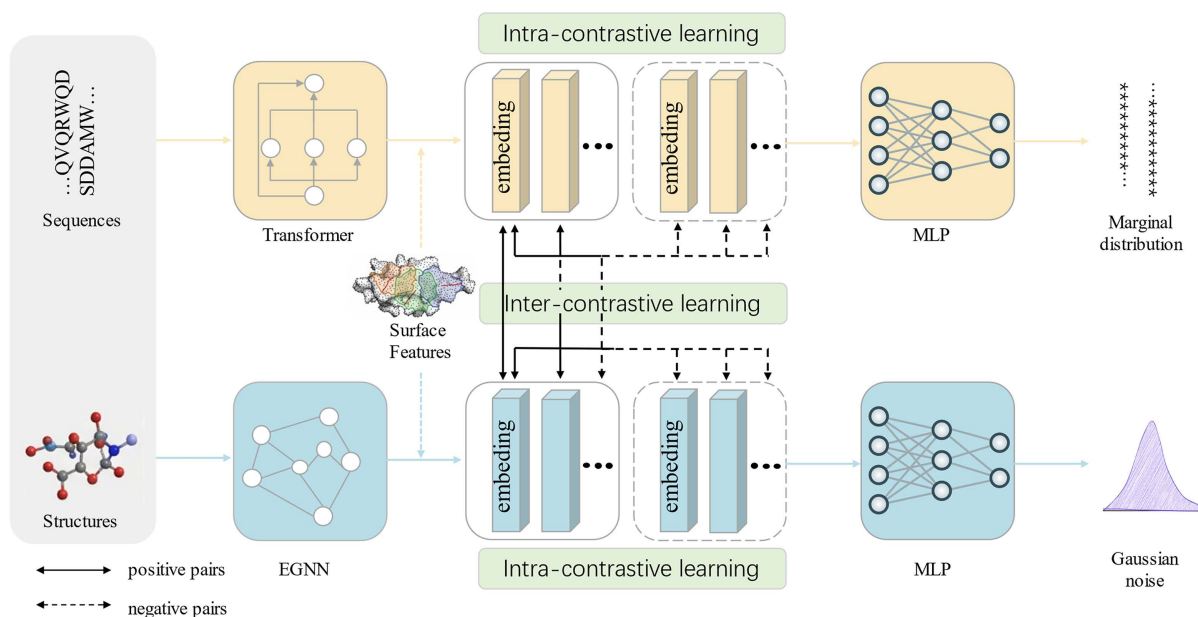 Intra-contrastive learning
…QVQRWQD
SDDAMW…
Sequences
Transformer
embeding
embeding
MLP
…************
*********…
Marginal
distribution
Surface
Features
Inter-contrastive learning
Structures
EGNN
embeding
embeding
MLP
Gaussian
noise
Intra-contrastive learning
positive pairs
negative pairs